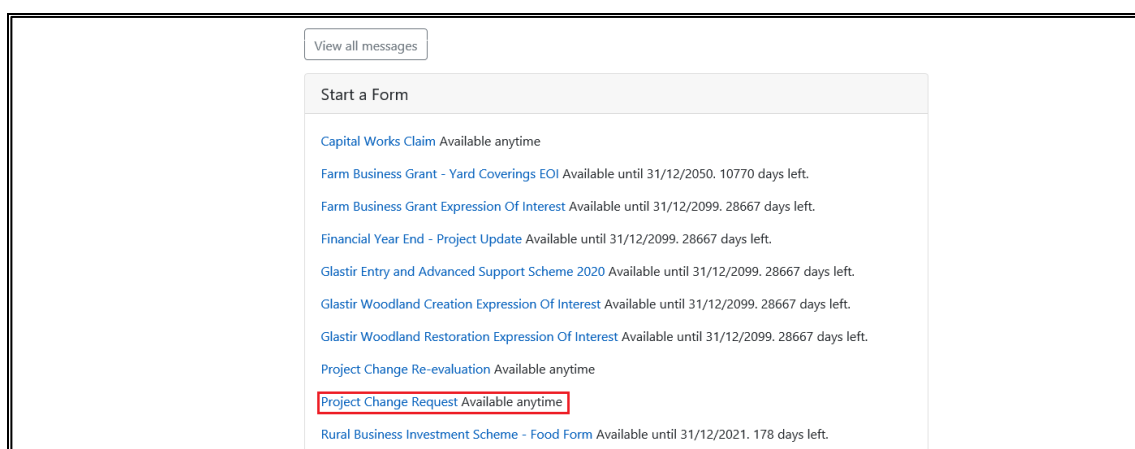 View all messages
Start a Form
Capital Works Claim Available anytime
Farm Business Grant - Yard Coverings EOI Available until 31/12/2050. 10770 days left.
Farm Business Grant Expression Of Interest Available until 31/12/2099. 28667 days left.
Financial Year End - Project Update Available until 31/12/2099. 28667 days left.
Glastir Entry and Advanced Support Scheme 2020 Available until 31/12/2099. 28667 days left.
Glastir Woodland Creation Expression Of Interest Available until 31/12/2099. 28667 days left.
Glastir Woodland Restoration Expression Of Interest Available until 31/12/2099. 28667 days left.
Project Change Re-evaluation Available anytime
Project Change Request Available anytime
Rural Business Investment Scheme - Food Form Available until 31/12/2021. 178 days left.